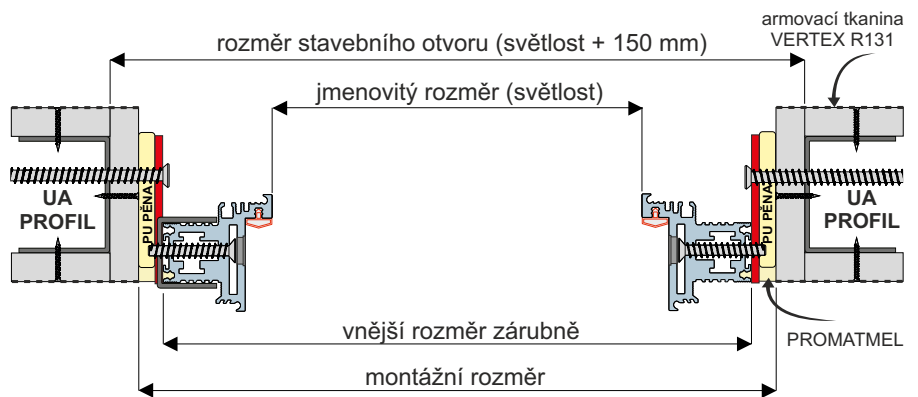 armovací tkanina
VERTEX R131
rozměr stavebního otvoru (světlost + 150 mm)
jmenovitý rozměr (světlost)
UA
PROFIL
PU PĚNA
PU PĚNA
UA
PROFIL
vnější rozměr zárubně
PROMATMEL
montážní rozměr